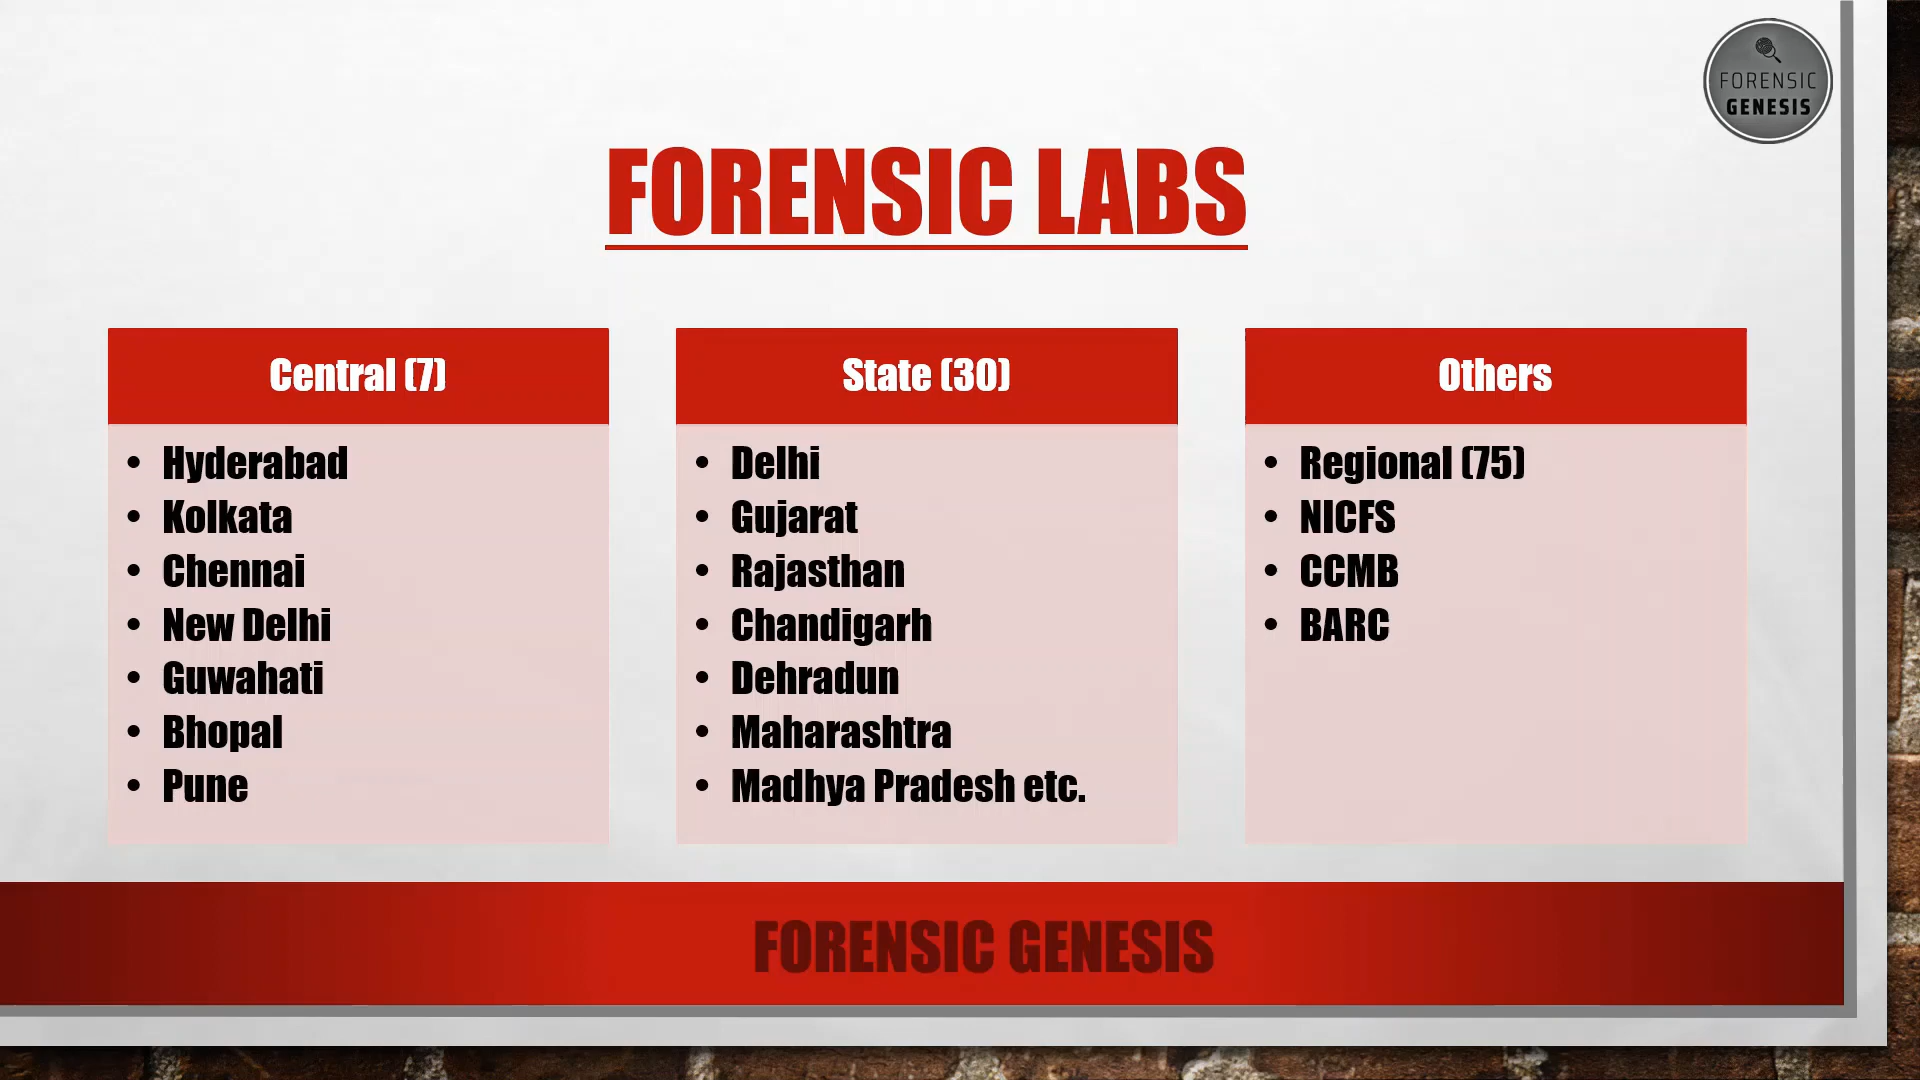 FORENSIC
GENESIS
FORENSIC LABS
Central (7)
• Hyderabad
• Kolkata
• Chennai
• New Delhi
• Guwahati
• Bhopal
• Pune
State (30)
• Delhi
• Gujarat
• Rajasthan
• Chandigarh
• Dehradun
• Maharashtra
• Madhya Pradesh etc.
Others
• Regional (75)
• NICFS
• CCMB
• BARC
FORENSIC GENESIS